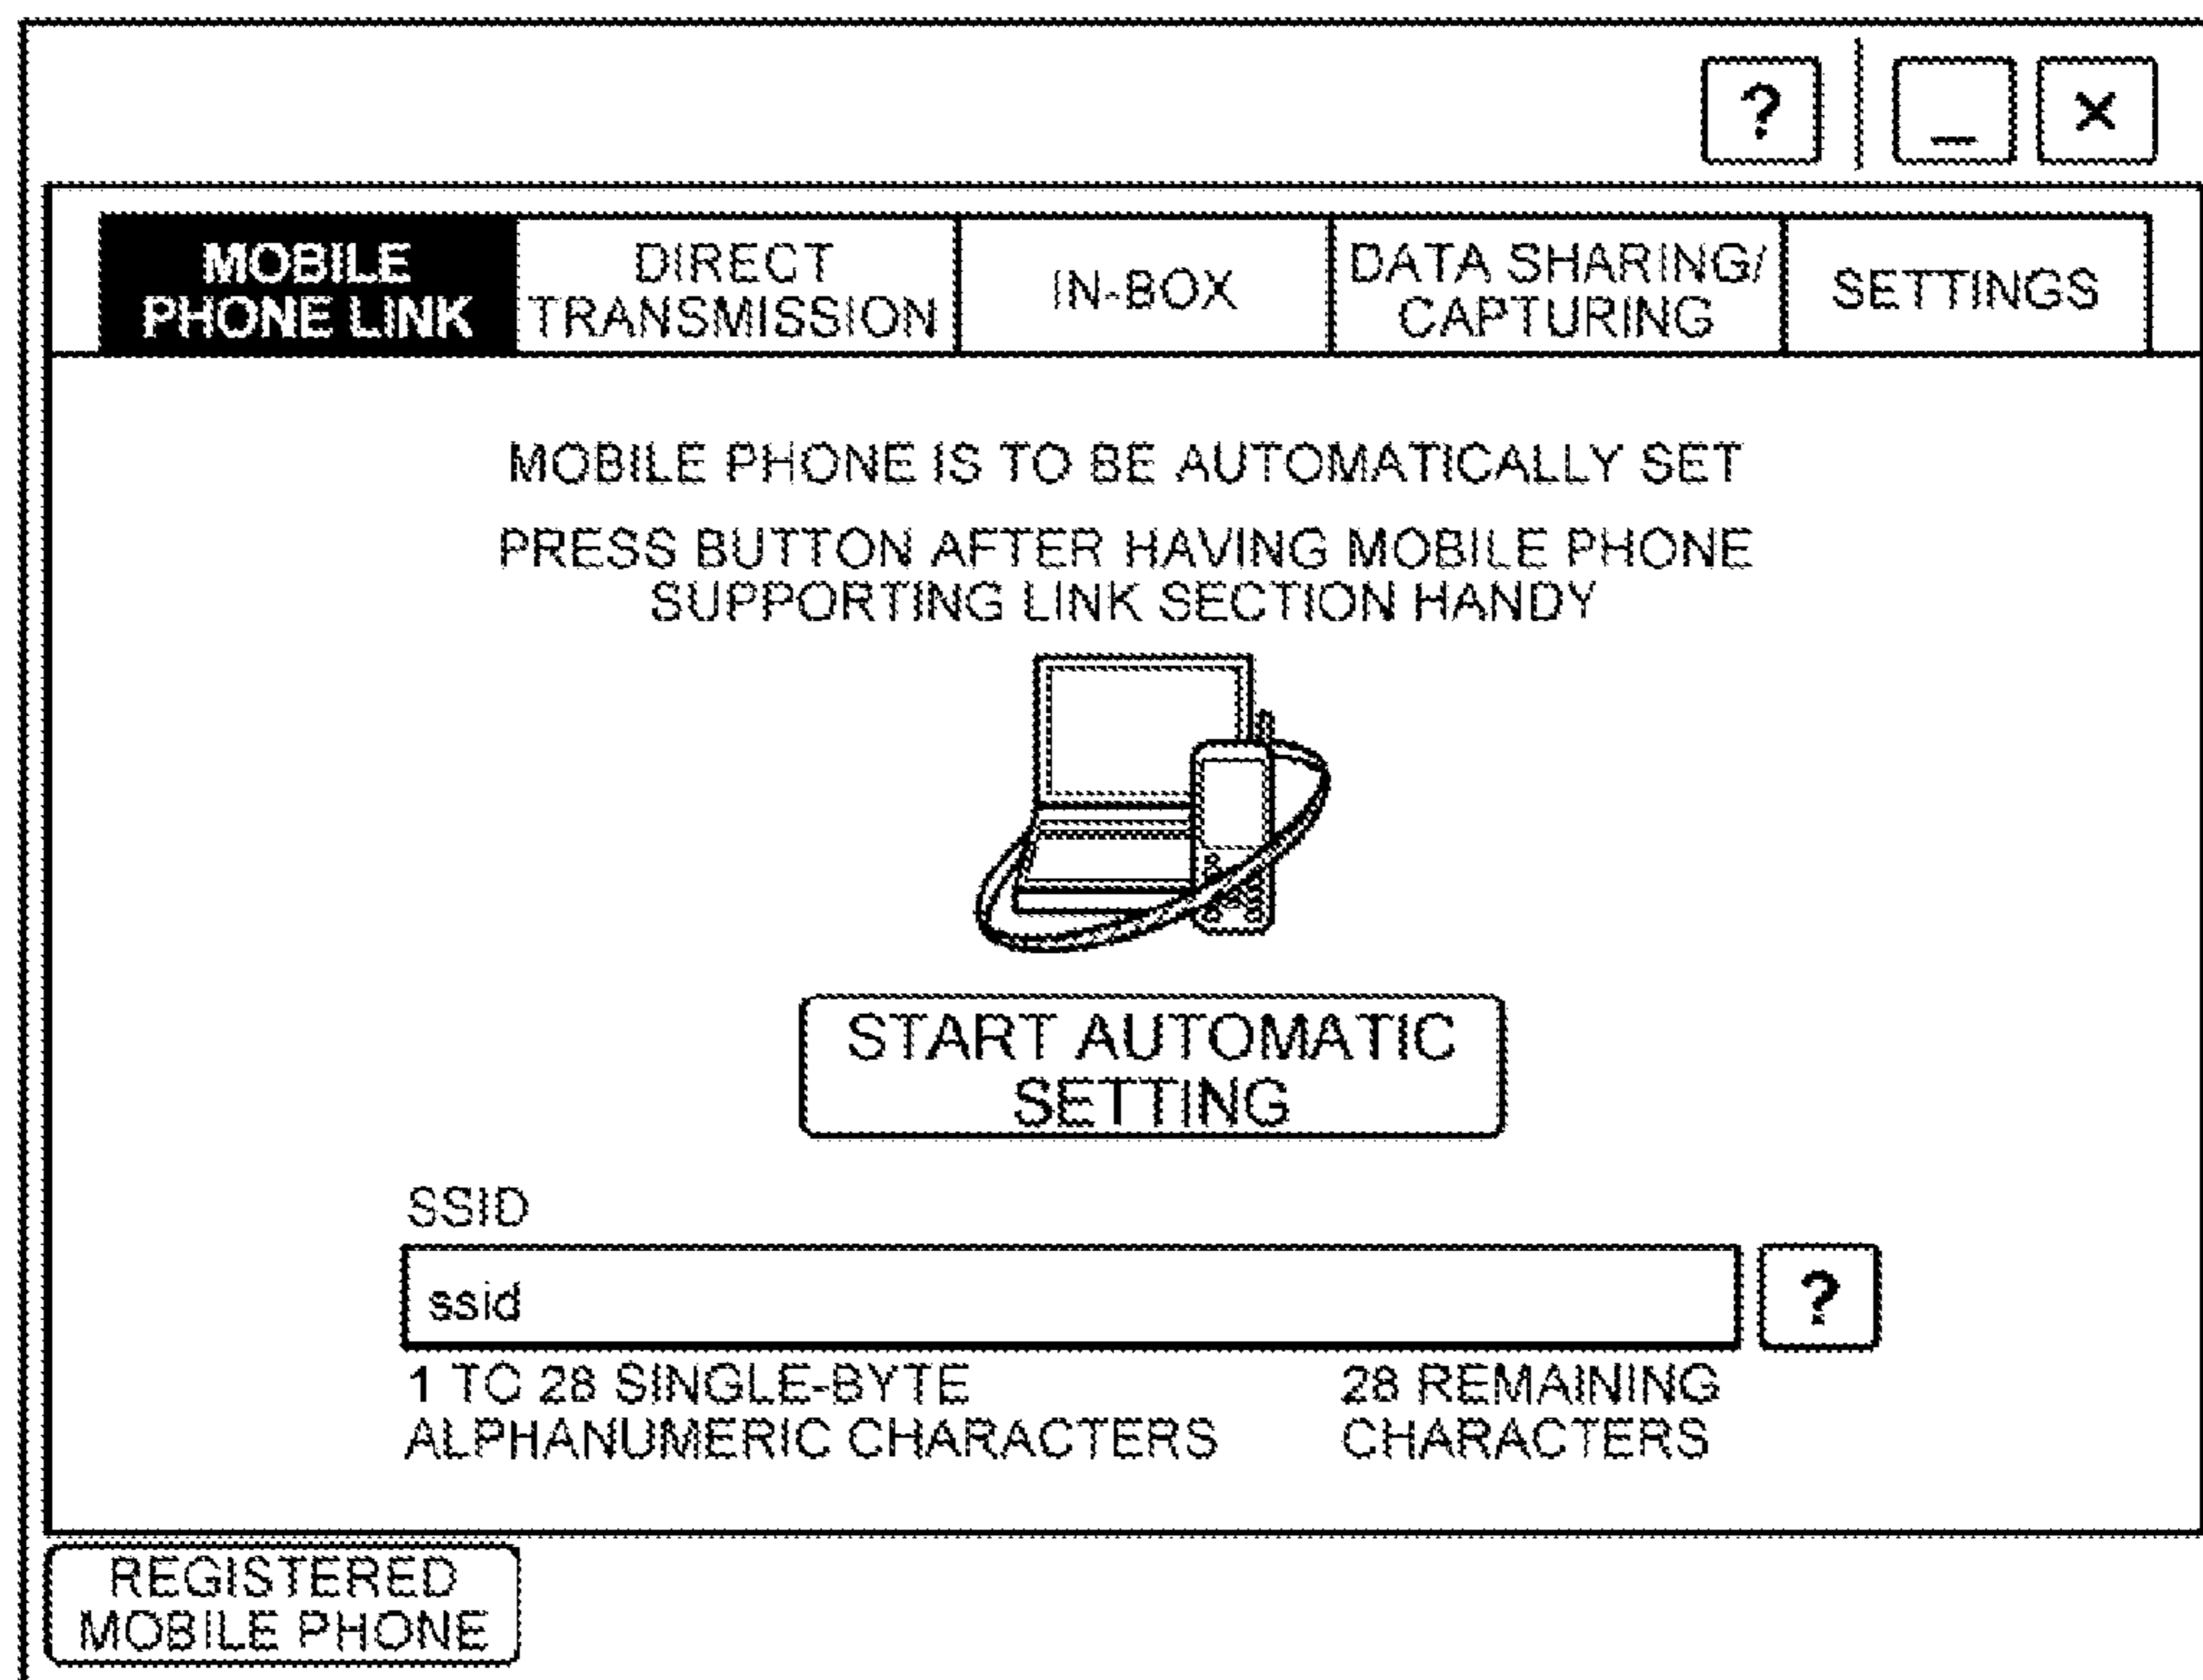 ?
_
×
MOBILE
PHONE LINK
DIRECT
TRANSMISSION
IN-BOX
DATA SHARING/
CAPTURING
SETTINGS
MOBILE PHONE IS TO BE AUTOMATICALLY SET
PRESS BUTTON AFTER HAVING MOBILE PHONE
SUPPORTING LINK SECTION HANDY
START AUTOMATIC
SETTING
SSID
ssid
?
1 TO 28 SINGLE-BYTE
ALPHANUMERIC CHARACTERS
28 REMAINING
CHARACTERS
REGISTERED
MOBILE PHONE